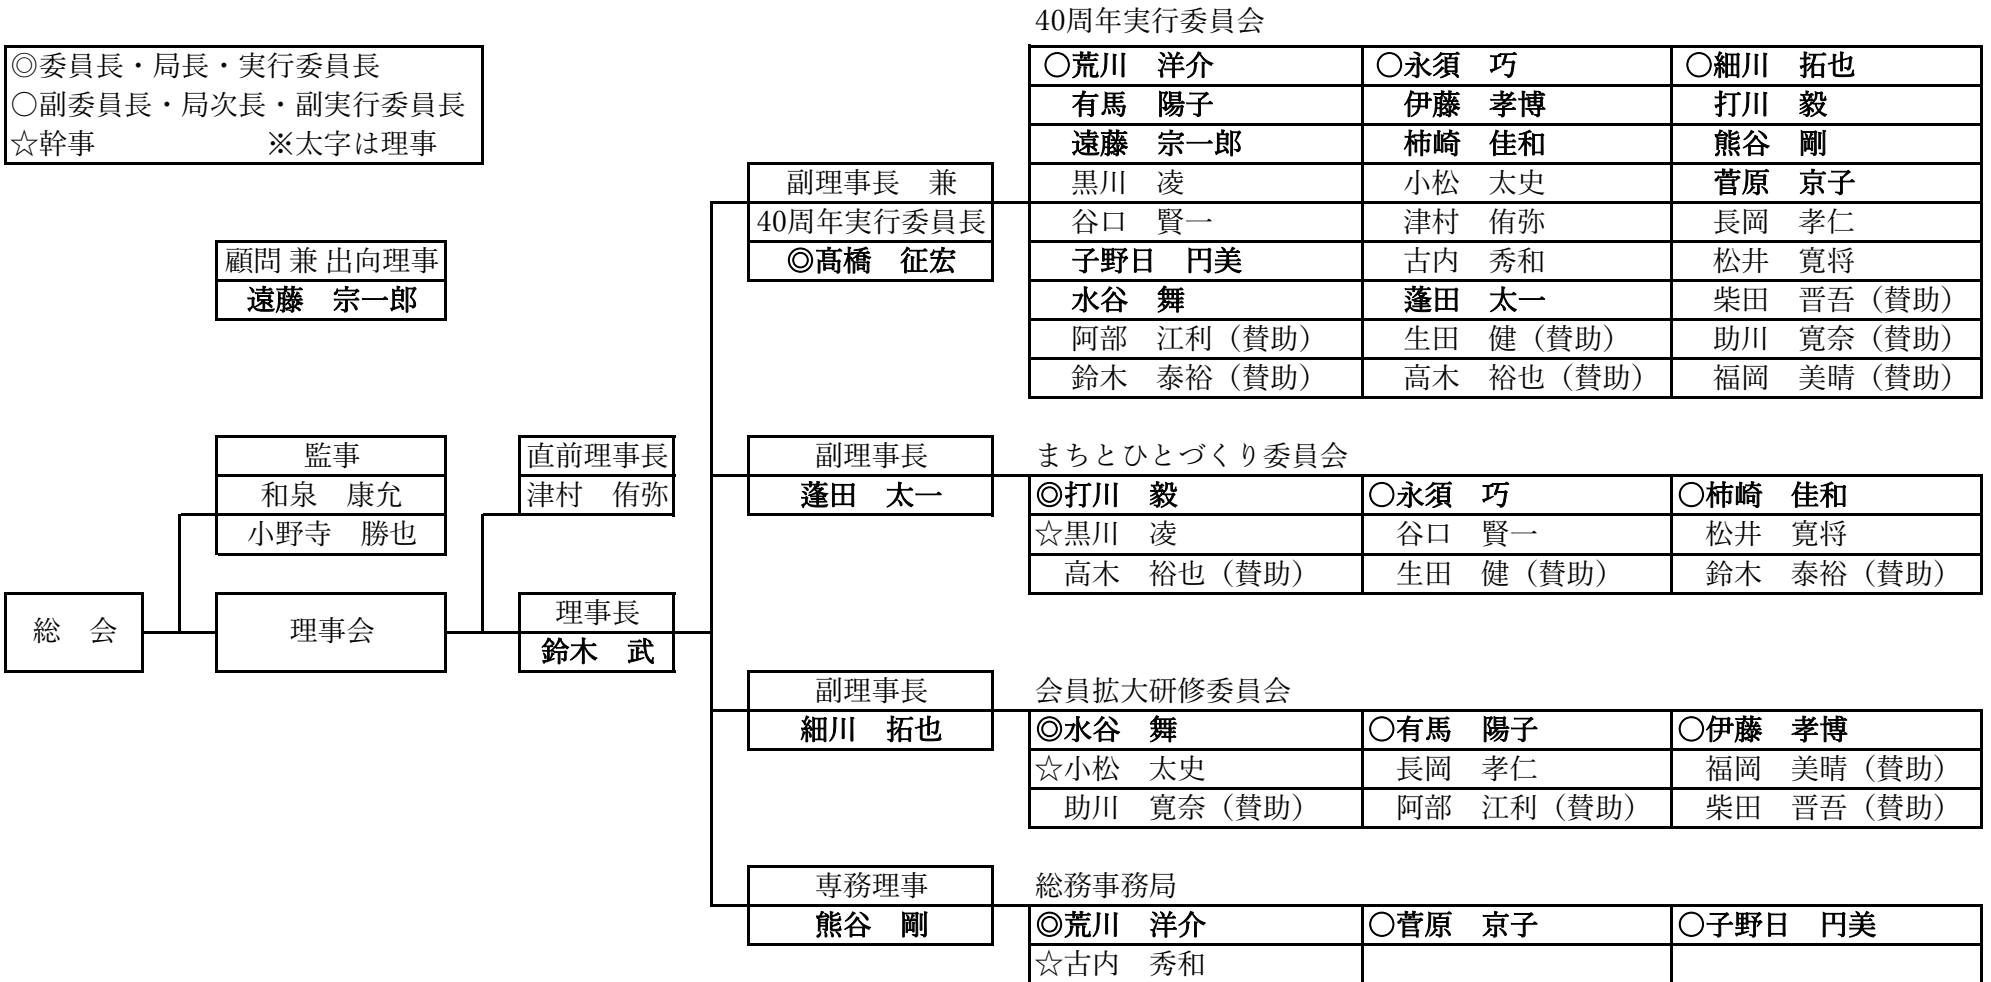 ◎委員長・局長・実行委員長
○副委員長・局次長・副実行委員長
☆幹事　※太字は理事
顧問 兼 出向理事
遠藤　宗一郎
監事
和泉　康允
小野寺　勝也
総　会
理事会
直前理事長
津村　侑弥
理事長
鈴木　武
副理事長　兼
40周年実行委員長
◎髙橋　征宏
40周年実行委員会
○荒川　洋介　○永須　巧　○細川　拓也
有馬　陽子　伊藤　孝博　打川　毅
遠藤　宗一郎　柿崎　佳和　熊谷　剛
黒川　凌　小松　太史　菅原　京子
谷口　賢一　津村　侑弥　長岡　孝仁
子野日　円美　古内　秀和　松井　寛将
水谷　舞　蓬田　太一　柴田　晋吾（賛助）
阿部　江利（賛助）　生田　健（賛助）　助川　寛奈（賛助）
鈴木　泰裕（賛助）　高木　裕也（賛助）　福岡　美晴（賛助）
副理事長
蓬田　太一
まちとひとづくり委員会
◎打川　毅　○永須　巧　○柿崎　佳和
☆黒川　凌　谷口　賢一　松井　寛将
高木　裕也（賛助）　生田　健（賛助）　鈴木　泰裕（賛助）
副理事長
細川　拓也
会員拡大研修委員会
◎水谷　舞　○有馬　陽子　○伊藤　孝博
☆小松　太史　長岡　孝仁　福岡　美晴（賛助）
助川　寛奈（賛助）　阿部　江利（賛助）　柴田　晋吾（賛助）
専務理事
熊谷　剛
総務事務局
◎荒川　洋介　○菅原　京子　○子野日　円美
☆古内　秀和